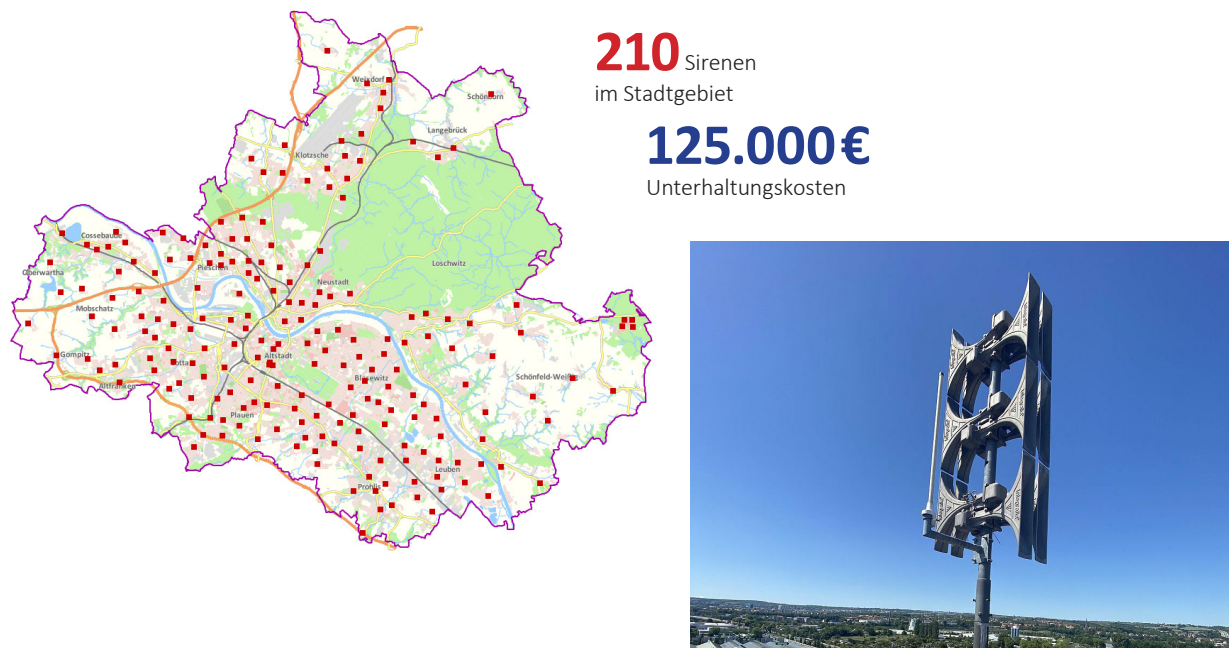 210 Sirenen
im Stadtgebiet
125.000 €
Unterhaltungskosten
Weixdorf
Schönborn
Langebrück
Klotzsche
Cossebaude
Oberwartha
Pieschen
Loschwitz
Neustadt
Mobschatz
Gompitz
Cotta
Altstadt
Blasewitz
Schönfeld-Weißig
Altfranken
Plauen
Leuben
Prohlis